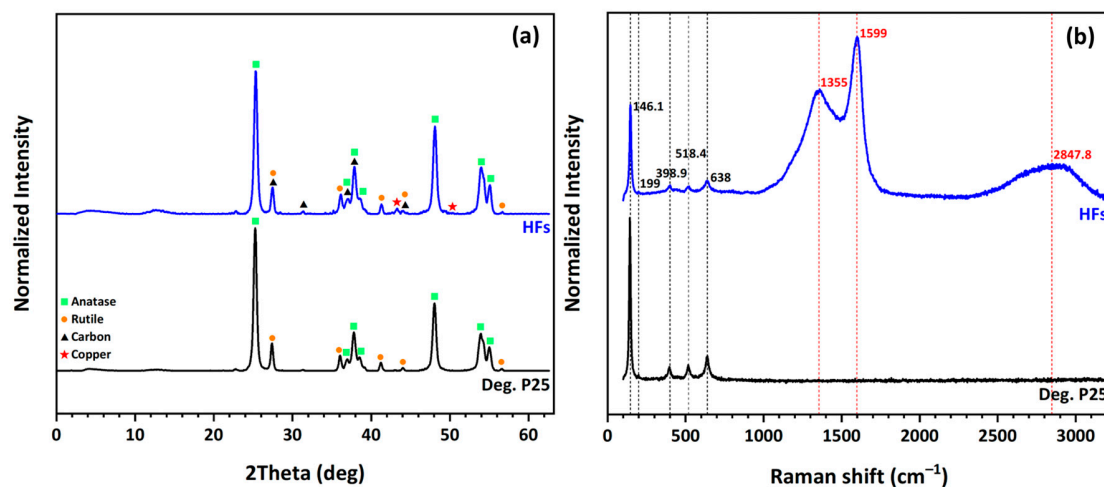 (a)
Normalized Intensity
HFs
Anatase
Rutile
Carbon
Copper
Deg. P25
0 10 20 30 40 50 60
2Theta (deg)
(b)
Normalized Intensity
1599
1355
146.1
518.4
2847.8
199
398.9
638
HFs
Deg. P25
0 500 1000 1500 2000 2500 3000
Raman shift (cm⁻¹)